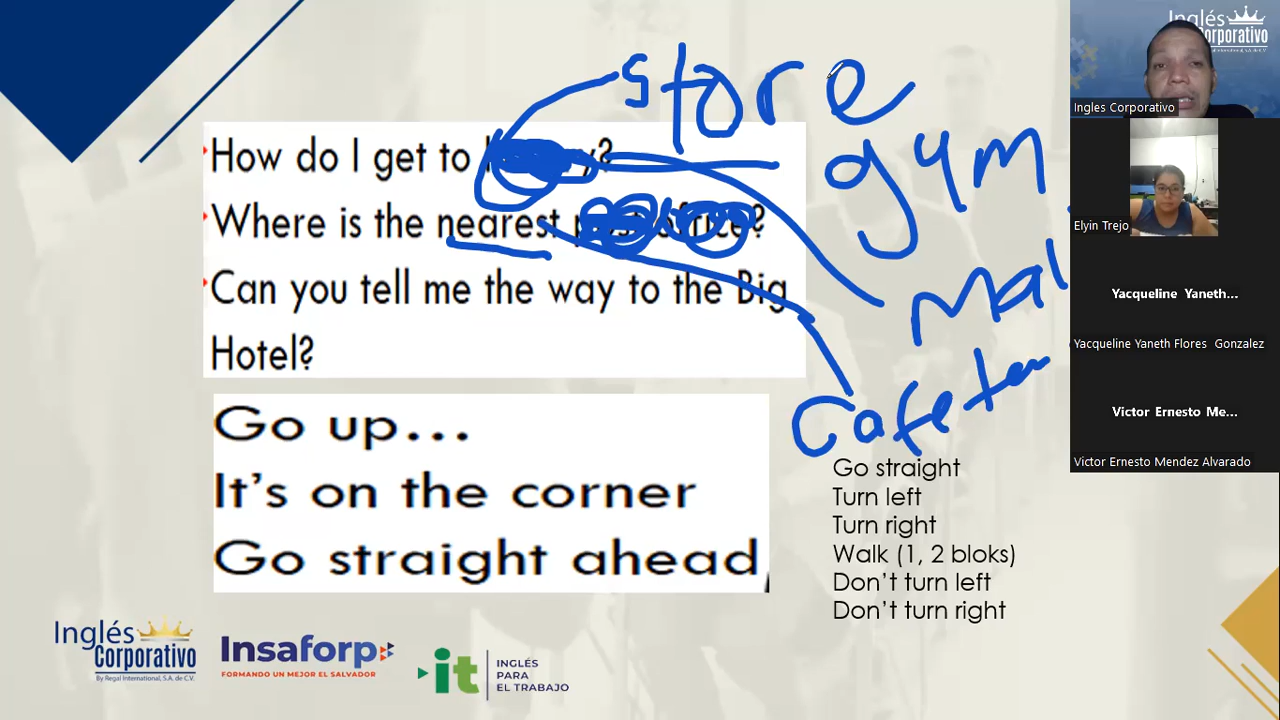 Inglés
Corporativo
store
How do I get to ?
gym
Where is the nearest post office?
Can you tell me the way to the Big
Hotel?
Mal
Go up...
It's on the corner
Go straight ahead
Go straight
Turn left
Turn right
Walk (1, 2 bloks)
Don't turn left
Don't turn right
Inglés
Corporativo
By Regal International, S.A. de C.V.
Insaforp
FORMANDO UN MEJOR EL SALVADOR
it
INGLÉS
PARA
EL TRABAJO
Ingles Corporativo
Elyin Trejo
Yacqueline Yaneth...
Yacqueline Yaneth Flores Gonzalez
Victor Ernesto Me...
Victor Ernesto Mendez Alvarado